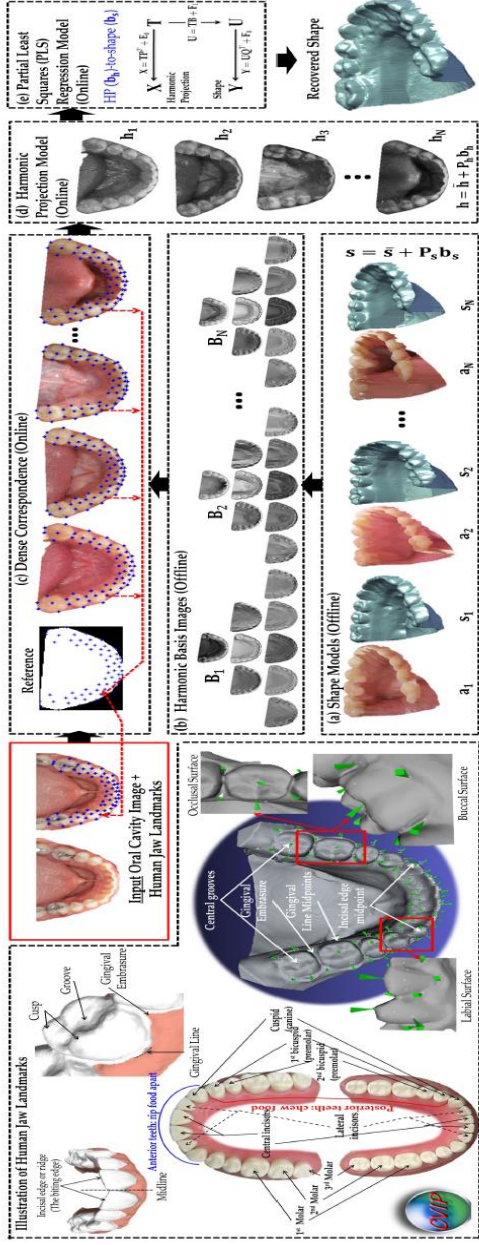 Illustration of Human Jaw Landmarks
Incisal edge or ridge
(The biting edge)
Midline
Cusp
Groove
Gingival
Embrasure
Gingival Line
Anterior teeth: rip food apart
Cuspid
(canine)
1st bicuspid
(premolar)
2nd bicuspid
(premolar)
Central incisors
Posterior teeth: chew food
Lateral
incisors
1st Molar
2nd Molar
3rd Molar
CVIP
Central grooves
Gingival
Embrasure
Gingival
Line Midpoints
Incisal edge
midpoint
Occlusal Surface
Buccal Surface
Labial Surface
Input Oral Cavity Image +
Human Jaw Landmarks
Reference
(c) Dense Correspondence (Online)
(b) Harmonic Basis Images (Offline)
B1
B2
BN
(a) Shape Models (Offline)
a1
s1
a2
s2
aN
sN
s = s̄ + Psbs
(d) Harmonic
Projection Model
(Online)
h1
h2
h3
hN
h = h̄ + Phbh
(e) Partial Least
Squares (PLS)
Regression Model
(Online)
HP (bh)-to-shape (bs)
X
T
U
Y
U = TB + F
Harmonic
Projection
Shape
Recovered Shape